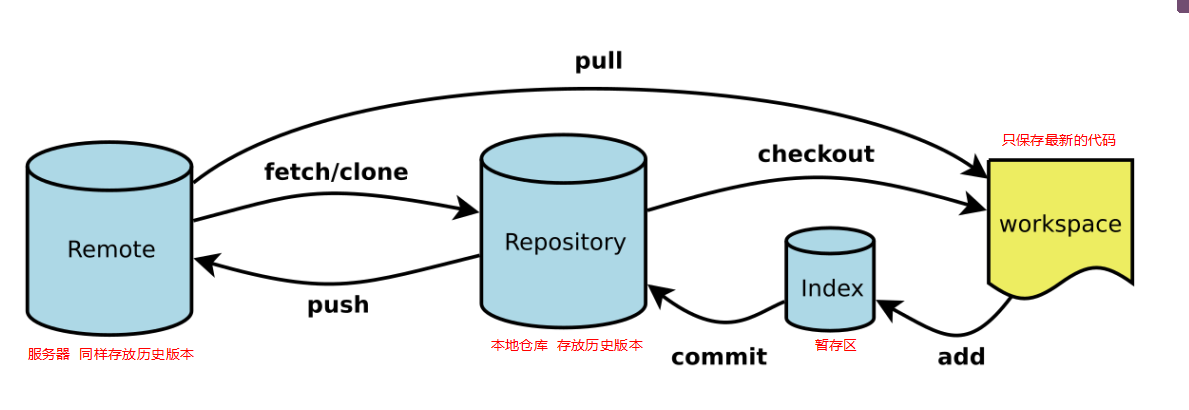 pull
只保存最新的代码
checkout
fetch/clone
workspace
Remote
Repository
Index
push
服务器 同样存放历史版本
本地仓库 存放历史版本
暂存区
commit
add